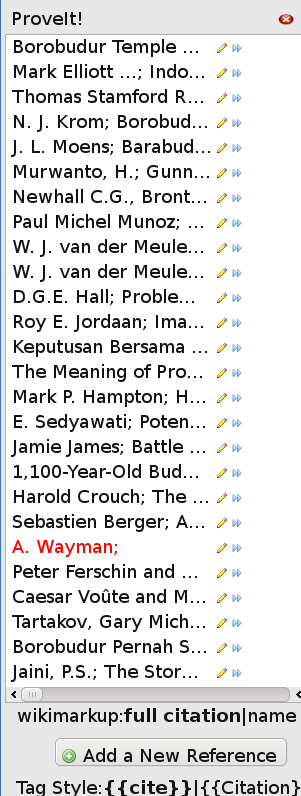 ProveIt!
Borobudur Temple ...
Mark Elliott ...; Indo...
Thomas Stamford R...
N. J. Krom; Borobud...
J. L. Moens; Barabud...
Murwanto, H.; Gunn...
Newhall C.G., Bront...
Paul Michel Munoz; ...
W. J. van der Meule...
W. J. van der Meule...
D.G.E. Hall; Proble...
Roy E. Jordaan; Ima...
Keputusan Bersama ...
The Meaning of Pro...
Mark P. Hampton; H...
E. Sedyawati; Poten...
Jamie James; Battle ...
1,100-Year-Old Bud...
Harold Crouch; The ...
Sebastien Berger; A...
A. Wayman;
Peter Ferschin and ...
Caesar Voûte and M...
Tartakov, Gary Mich...
Borobudur Pernah S...
Jaini, P.S.; The Stor...
wikimarkup:full citation|name
Add a New Reference
Tag Style:{{cite}}|{{Citation}